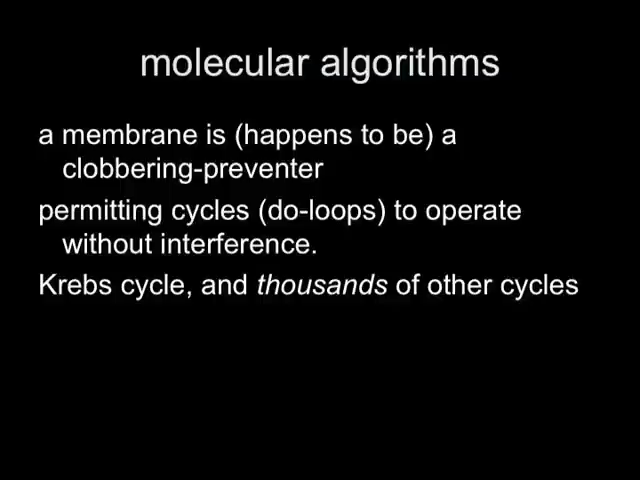 molecular algorithms
a membrane is (happens to be) a
clobbering-preventer
permitting cycles (do-loops) to operate
without interference.
Krebs cycle, and thousands of other cycles